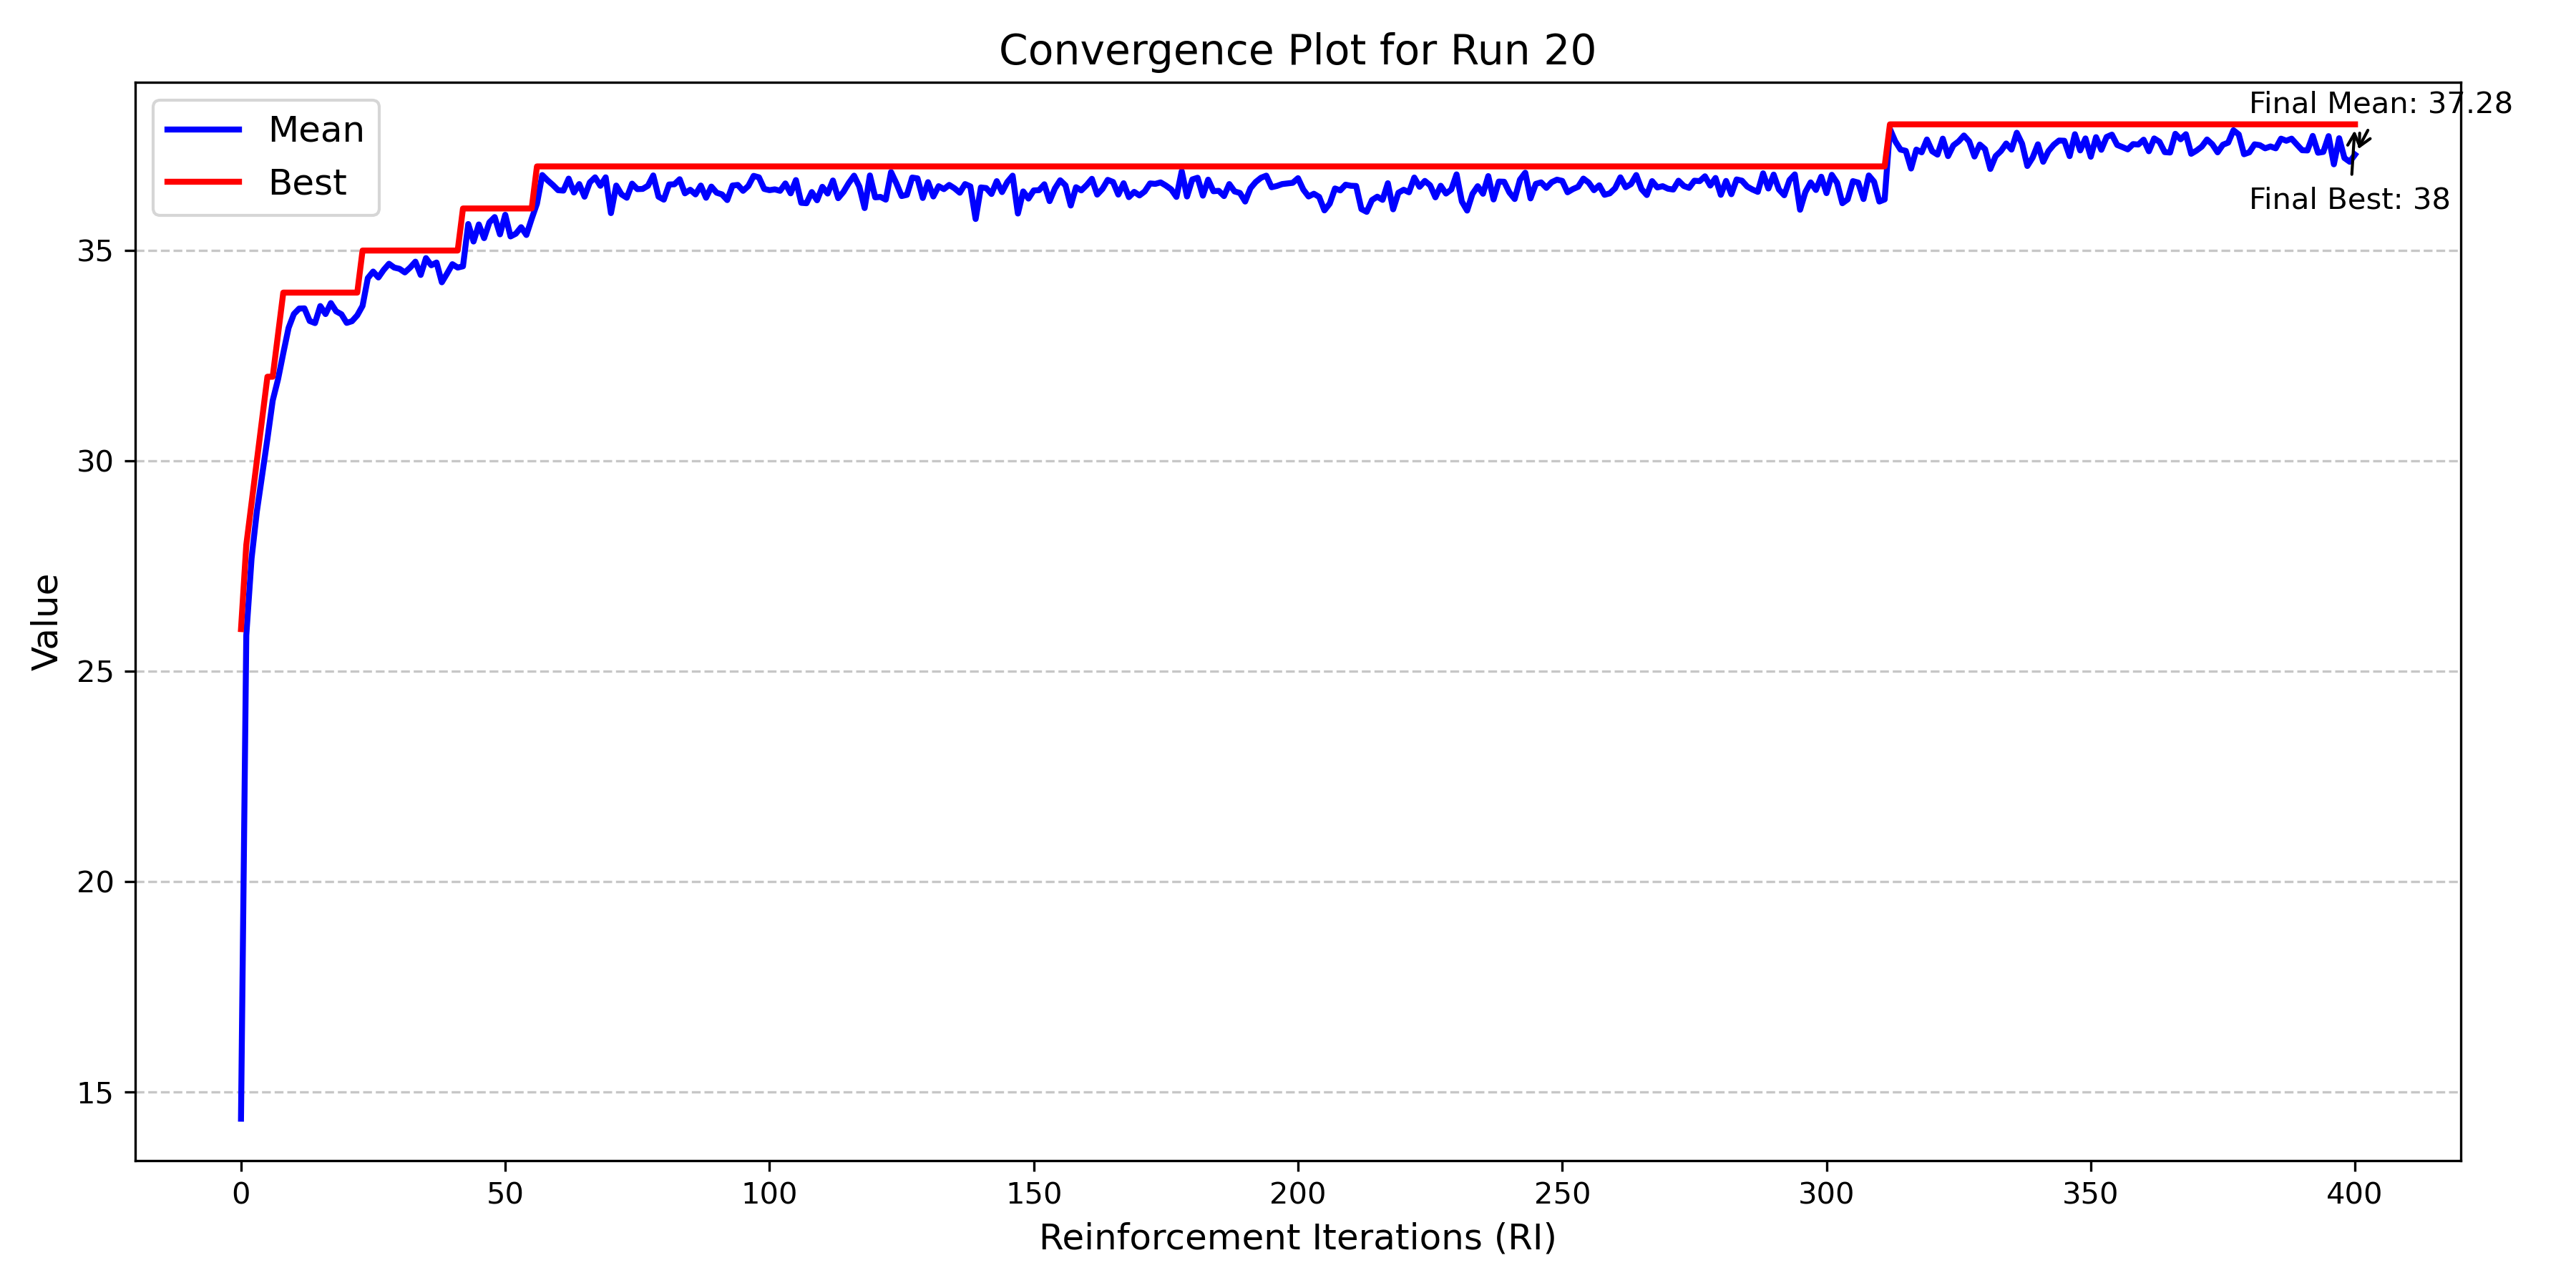 Convergence Plot for Run 20
Mean
Best
Final Mean: 37.28
Final Best: 38
Value
35
30
25
20
15
0 50 100 150 200 250 300 350 400
Reinforcement Iterations (RI)